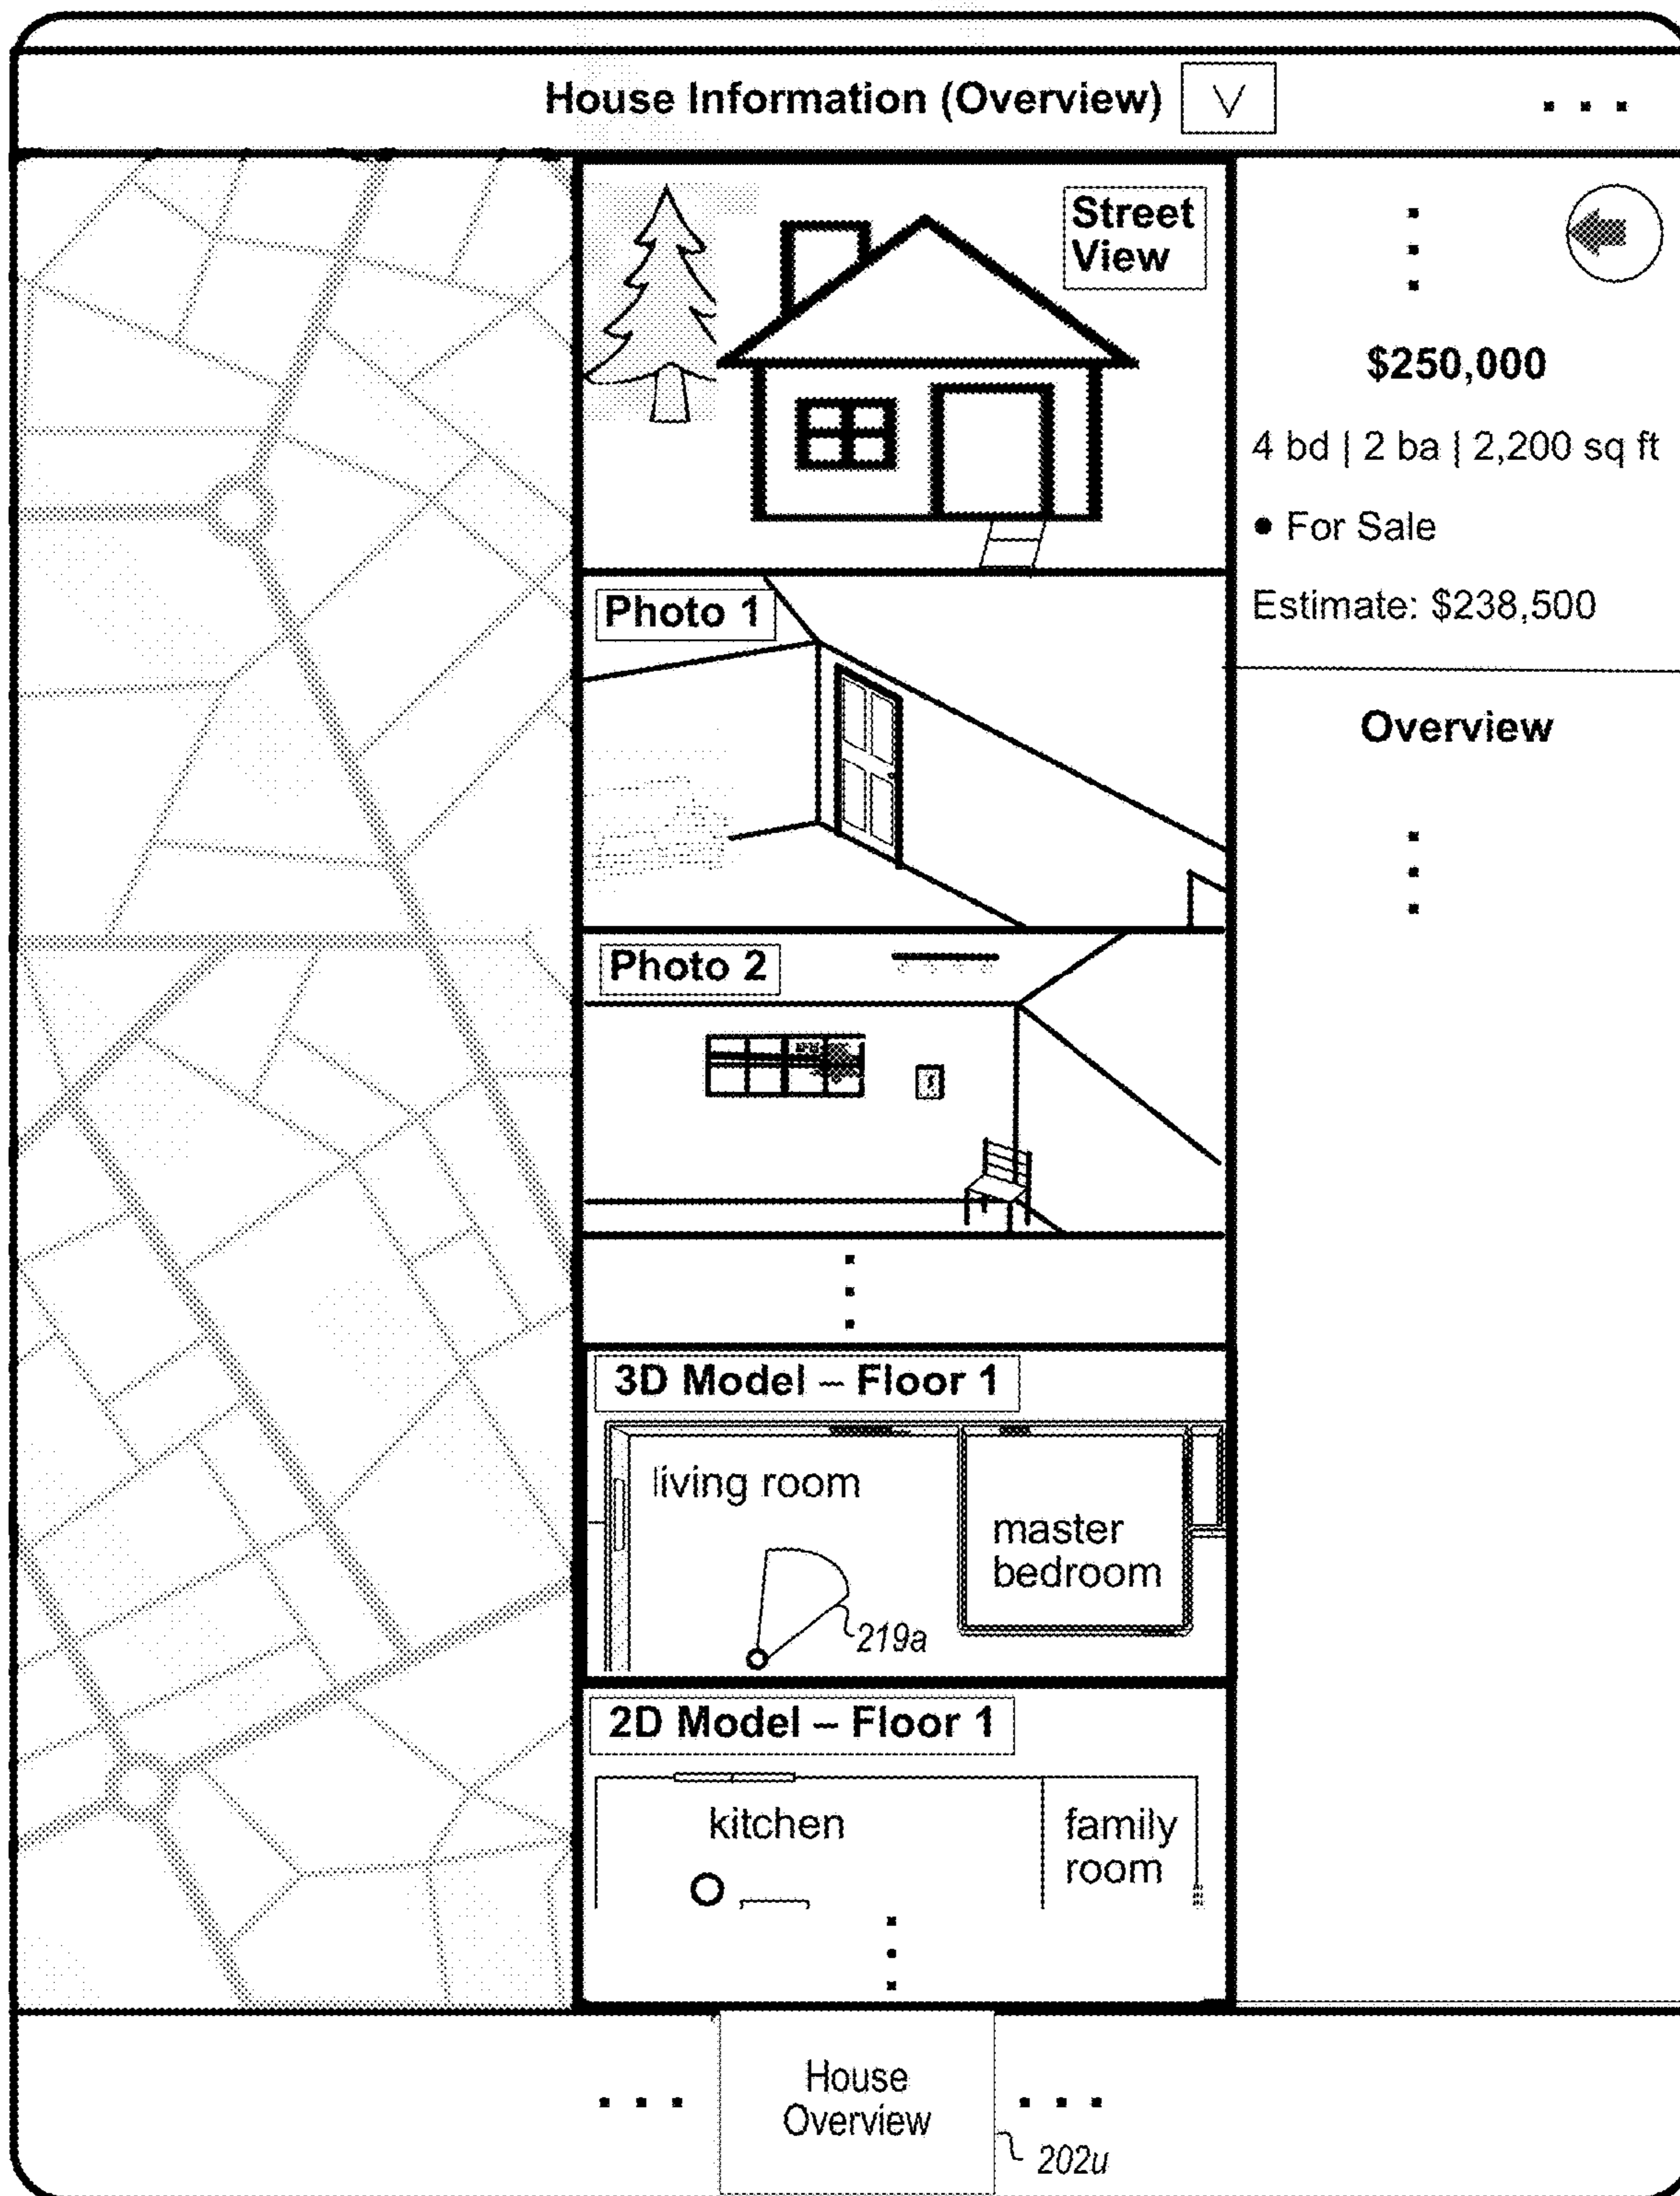 House Information (Overview) V
Street
View
Photo 1
Photo 2
3D Model – Floor 1
living room
master
bedroom
219a
2D Model – Floor 1
kitchen
family
room
$250,000
4 bd | 2 ba | 2,200 sq ft
• For Sale
Estimate: $238,500
Overview
House
Overview
202u